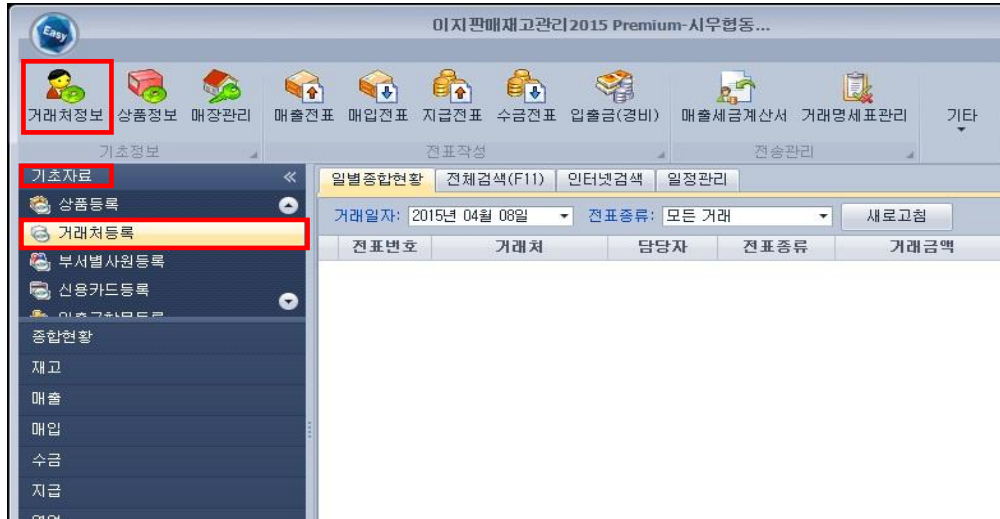 Easy
이지판매재고관리2015 Premium-시우협동...
거래처정보 상품정보 매장관리 매출전표 매입전표 지급전표 수금전표 입출금(경비) 매출세금계산서 거래명세표관리 기타
기초정보 전표작성 전송관리
기초자료 일별종합현황 전체검색(F11) 인터넷검색 일정관리
상품등록
거래일자: 2015년 04월 08일 전표종류: 모든 거래 새로고침
거래처등록
전표번호 거래처 담당자 전표종류 거래금액
부서별사원등록
신용카드등록
종합현황
재고
매출
매입
수금
지급